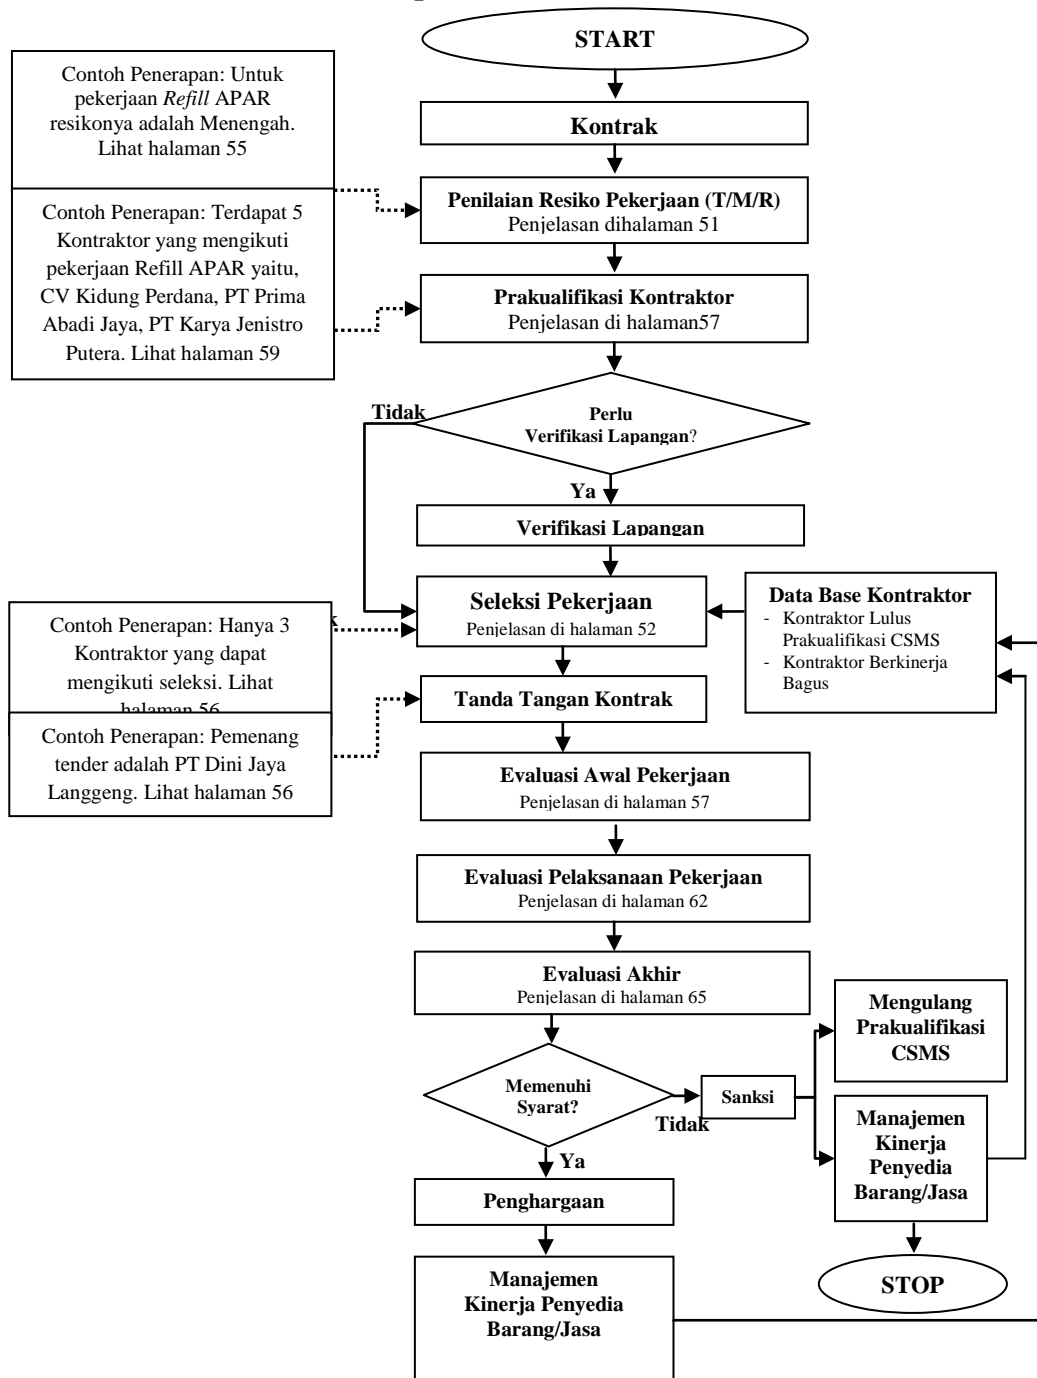 START
Kontrak
Contoh Penerapan: Untuk
pekerjaan Refill APAR
resikonya adalah Menengah.
Lihat halaman 55
Penilaian Resiko Pekerjaan (T/M/R)
Penjelasan dihalaman 51
Contoh Penerapan: Terdapat 5
Kontraktor yang mengikuti
pekerjaan Refill APAR yaitu,
CV Kidung Perdana, PT Prima
Abadi Jaya, PT Karya Jenistro
Putera. Lihat halaman 59
Prakualifikasi Kontraktor
Penjelasan di halaman57
Perlu
Verifikasi Lapangan?
Tidak
Ya
Verifikasi Lapangan
Seleksi Pekerjaan
Penjelasan di halaman 52
Data Base Kontraktor
- Kontraktor Lulus
Prakualifikasi CSMS
- Kontraktor Berkinerja
Bagus
Contoh Penerapan: Hanya 3
Kontraktor yang dapat
mengikuti seleksi. Lihat
halaman 56
Tanda Tangan Kontrak
Contoh Penerapan: Pemenang
tender adalah PT Dini Jaya
Langgeng. Lihat halaman 56
Evaluasi Awal Pekerjaan
Penjelasan di halaman 57
Evaluasi Pelaksanaan Pekerjaan
Penjelasan di halaman 62
Evaluasi Akhir
Penjelasan di halaman 65
Memenuhi
Syarat?
Tidak
Sanksi
Mengulang
Prakualifikasi
CSMS
Manajemen
Kinerja
Penyedia
Barang/Jasa
STOP
Ya
Penghargaan
Manajemen
Kinerja Penyedia
Barang/Jasa